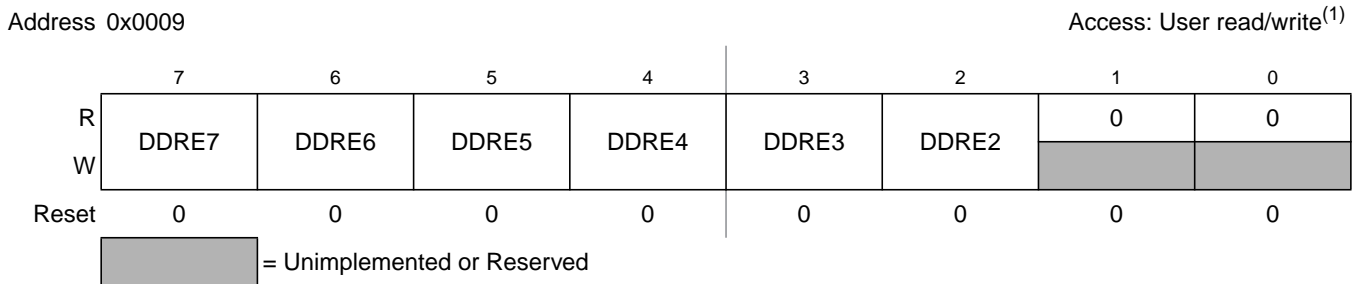 Address 0x0009 Access: User read/write(1)
7 6 5 4 3 2 1 0
R 0 0
DDRE7 DDRE6 DDRE5 DDRE4 DDRE3 DDRE2
W
Reset 0 0 0 0 0 0 0 0
= Unimplemented or Reserved